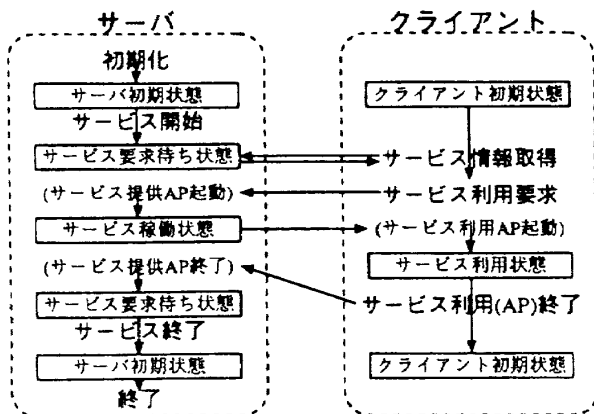 サーバ
初期化
サーバ初期状態
サービス開始
サービス要求待ち状態
(サービス提供AP起動)
サービス稼働状態
(サービス提供AP終了)
サービス要求待ち状態
サービス終了
サーバ初期状態
終了
クライアント
クライアント初期状態
サービス情報取得
サービス利用要求
(サービス利用AP起動)
サービス利用状態
サービス利用(AP)終了
クライアント初期状態